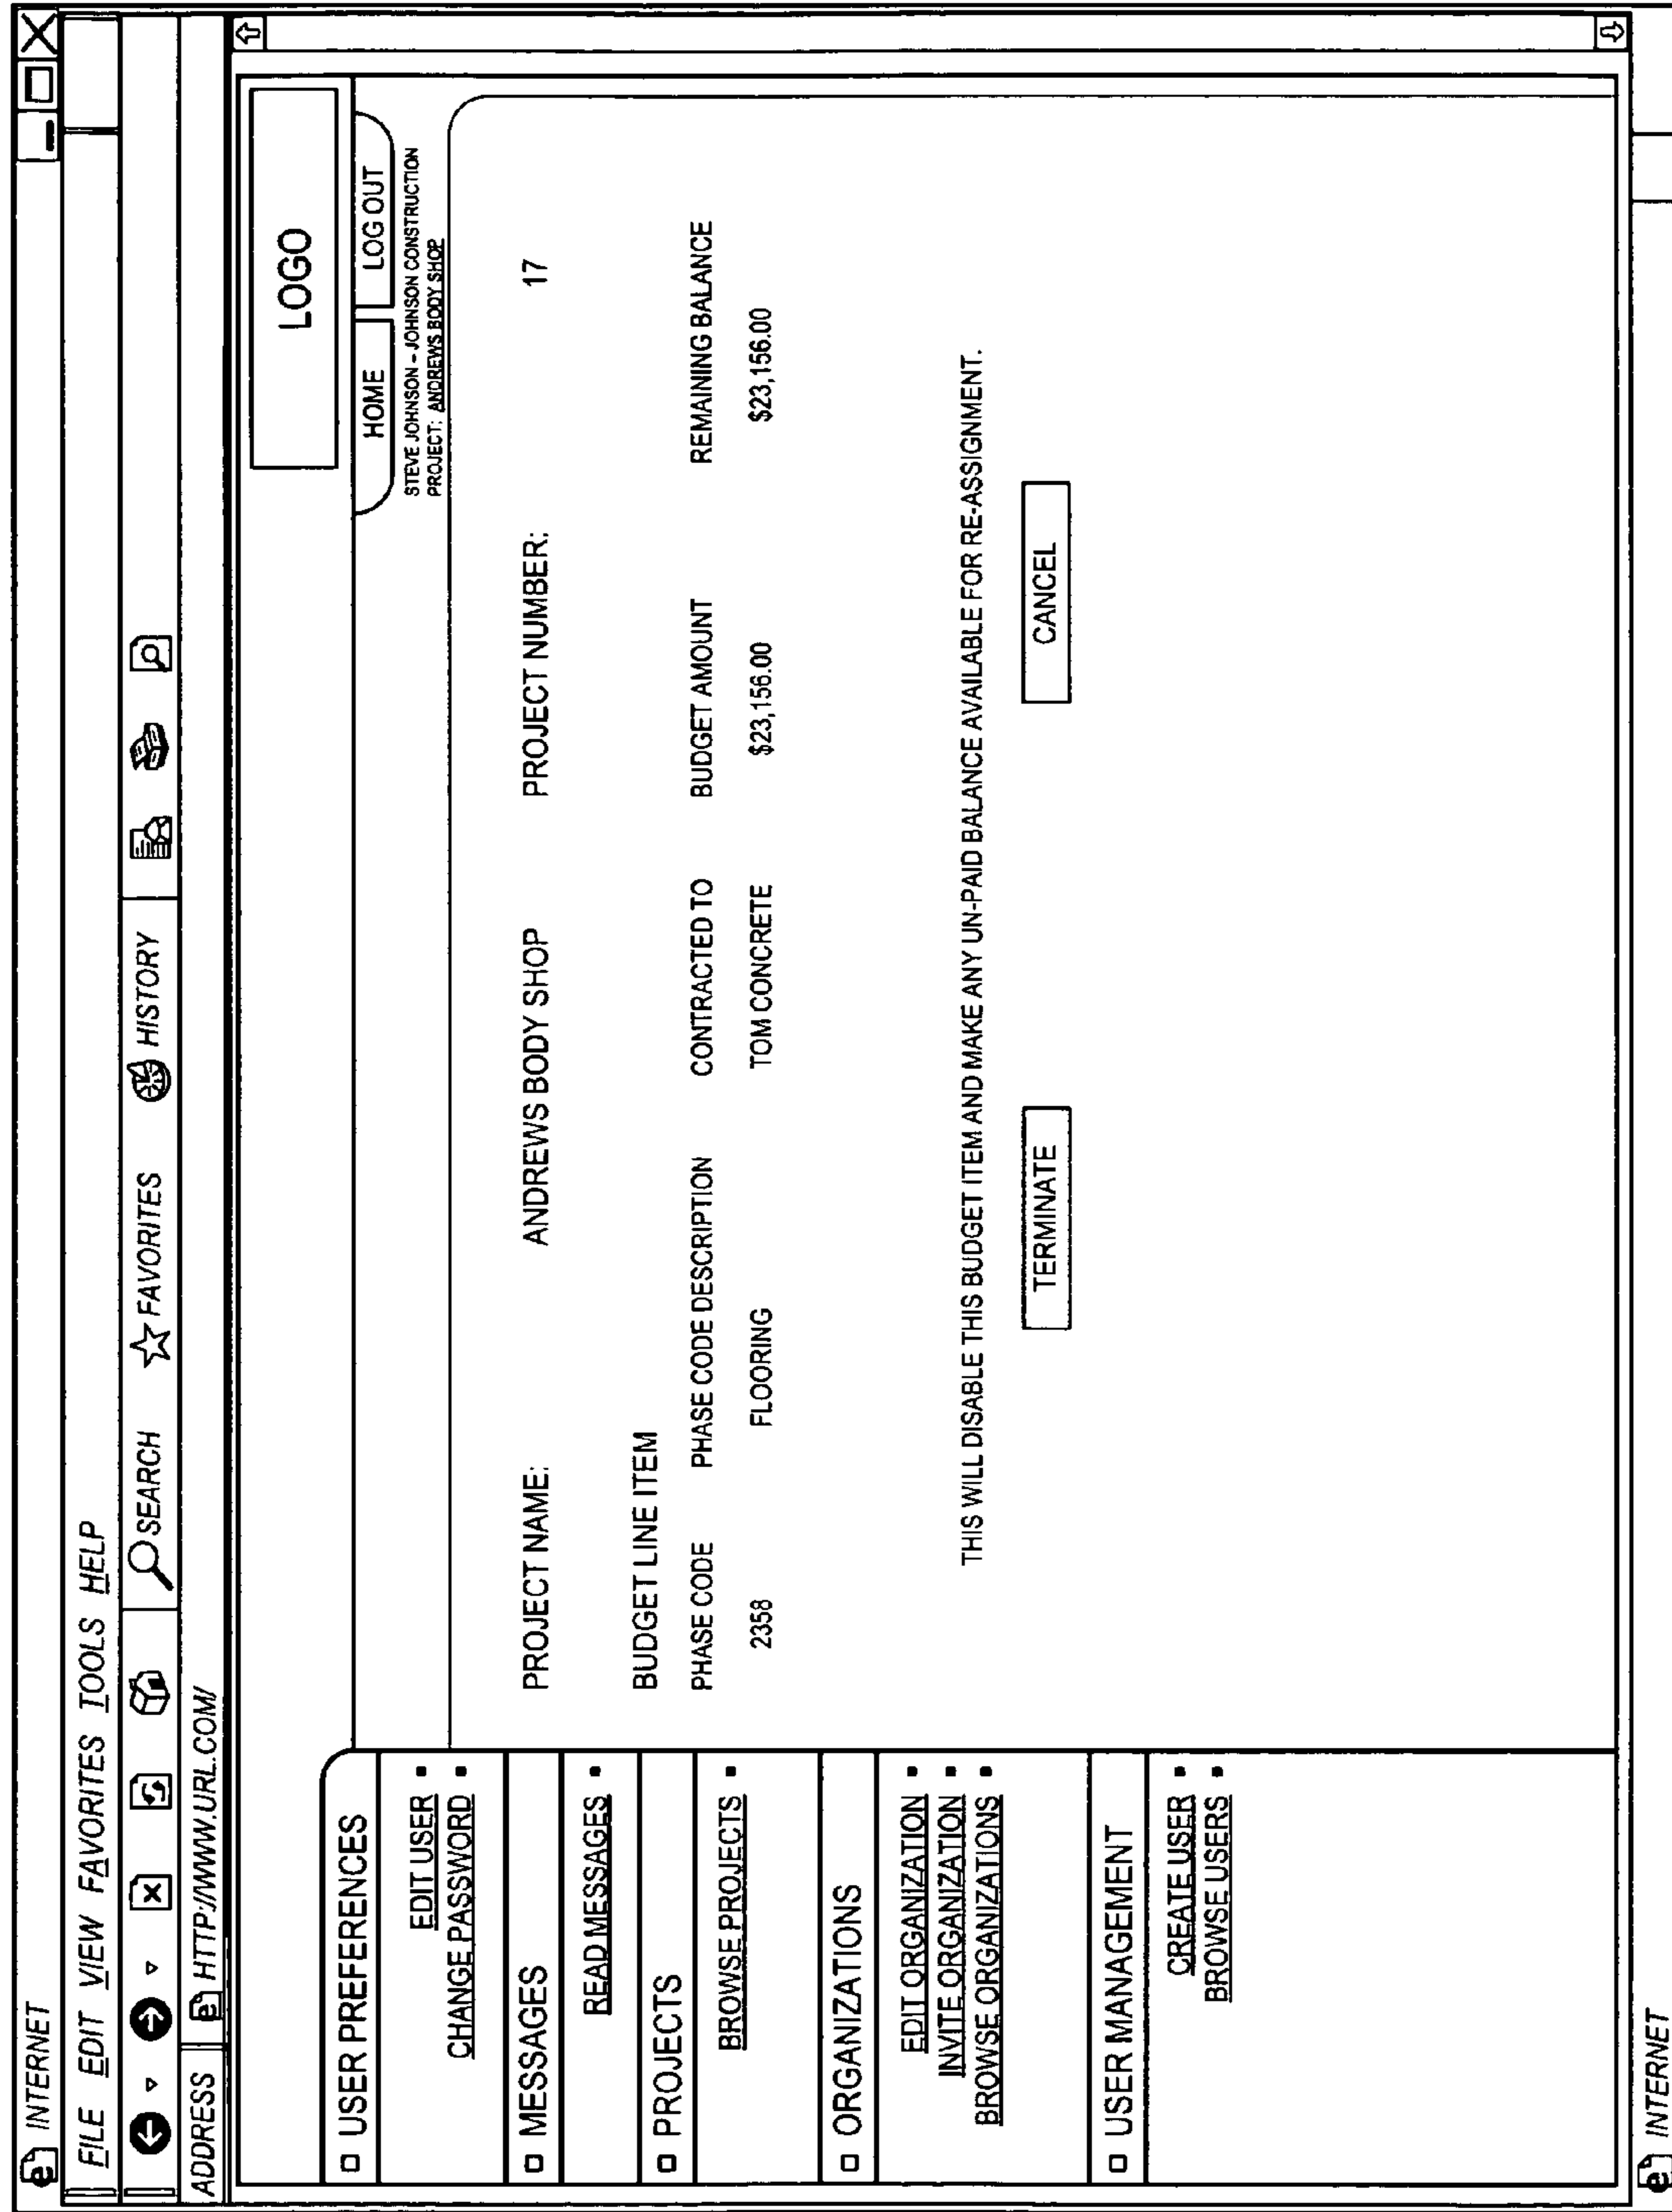 INTERNET
FILE EDIT VIEW FAVORITES TOOLS HELP
SEARCH FAVORITES HISTORY
ADDRESS HTTP://WWW.URL.COM/
LOGO
HOME LOG OUT
STEVE JOHNSON – JOHNSON CONSTRUCTION
PROJECT: ANDREWS BODY SHOP
USER PREFERENCES
EDIT USER
CHANGE PASSWORD
MESSAGES
READ MESSAGES
PROJECTS
BROWSE PROJECTS
ORGANIZATIONS
EDIT ORGANIZATION
INVITE ORGANIZATION
BROWSE ORGANIZATIONS
USER MANAGEMENT
CREATE USER
BROWSE USERS
PROJECT NAME: ANDREWS BODY SHOP PROJECT NUMBER: 17
BUDGET LINE ITEM
PHASE CODE PHASE CODE DESCRIPTION CONTRACTED TO BUDGET AMOUNT REMAINING BALANCE
2358 FLOORING TOM CONCRETE $23,156.00 $23,156.00
THIS WILL DISABLE THIS BUDGET ITEM AND MAKE ANY UN-PAID BALANCE AVAILABLE FOR RE-ASSIGNMENT.
TERMINATE CANCEL
INTERNET